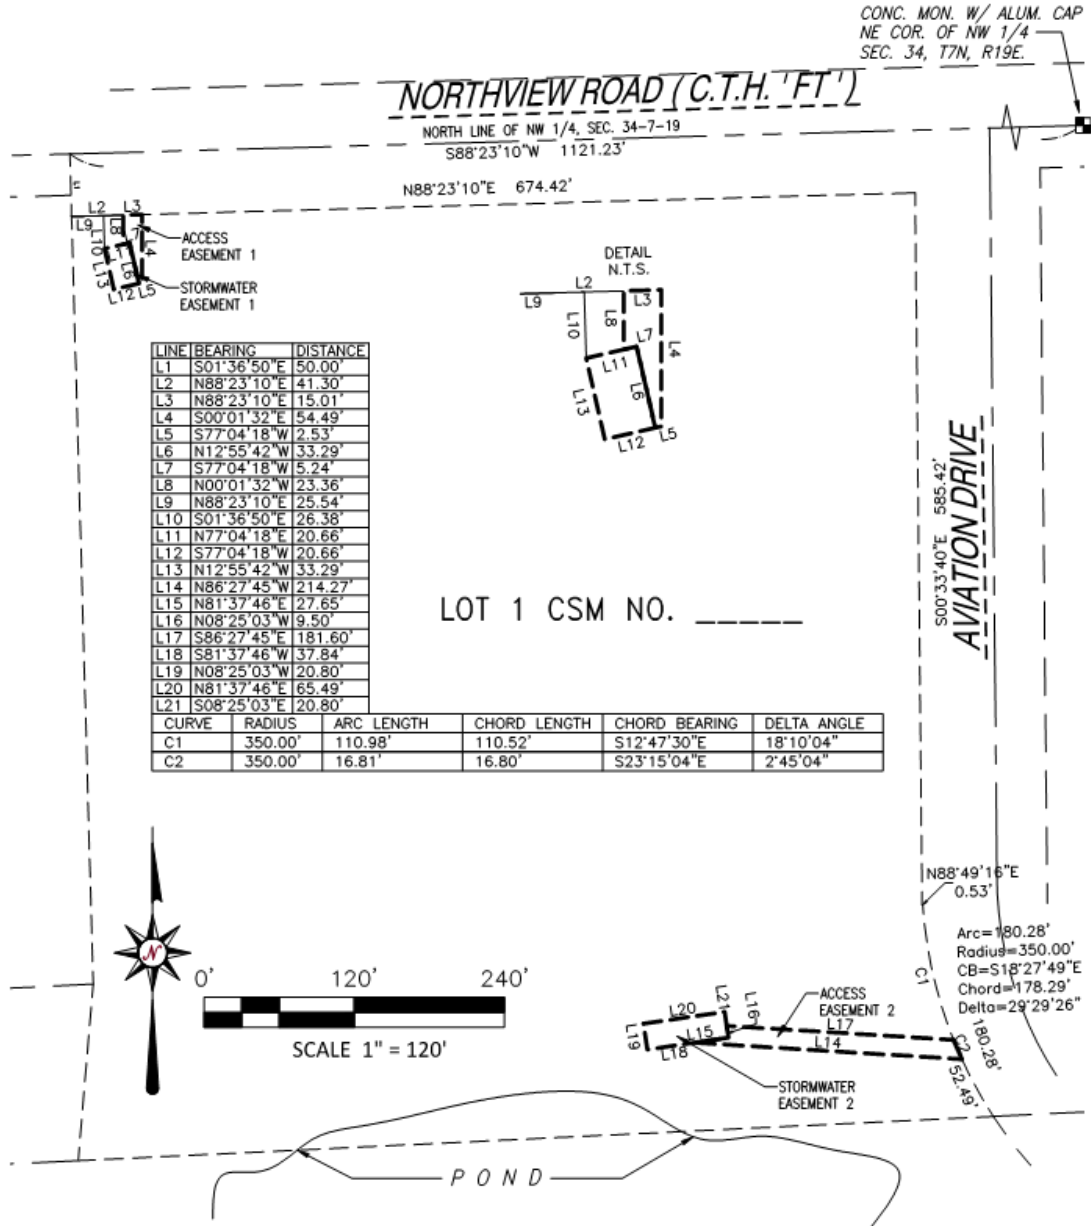 CONC. MON. W/ ALUM. CAP
NE COR. OF NW 1/4
SEC. 34, T7N, R19E.
NORTHVIEW ROAD (C.T.H. 'FT')
NORTH LINE OF NW 1/4, SEC. 34-7-19
S88°23'10"W 1121.23'
N88°23'10"E 674.42'
L2 L3
L9 L8 7
L10 L4
L13 L6
L12 L5
ACCESS
EASEMENT 1
STORMWATER
EASEMENT 1
DETAIL
N.T.S.
L2
L9 L3
L10 L8
L7
L4
L11
L13 L6
L12 L5
LINE BEARING DISTANCE
L1 S01°36'50"E 50.00'
L2 N88°23'10"E 41.30'
L3 N88°23'10"E 15.01'
L4 S00°01'32"E 54.49'
L5 S77°04'18"W 2.53'
L6 N12°55'42"W 33.29'
L7 S77°04'18"W 5.24'
L8 N00°01'32"W 23.36'
L9 N88°23'10"E 25.54'
L10 S01°36'50"E 26.38'
L11 N77°04'18"E 20.66'
L12 S77°04'18"W 20.66'
L13 N12°55'42"W 33.29'
L14 N86°27'45"W 214.27'
L15 N81°37'46"E 27.65'
L16 N08°25'03"W 9.50'
L17 S86°27'45"E 181.60'
L18 S81°37'46"W 37.84'
L19 N08°25'03"W 20.80'
L20 N81°37'46"E 65.49'
L21 S08°25'03"E 20.80'
CURVE RADIUS ARC LENGTH CHORD LENGTH CHORD BEARING DELTA ANGLE
C1 350.00' 110.98' 110.52' S12°47'30"E 18°10'04"
C2 350.00' 16.81' 16.80' S23°15'04"E 2°45'04"
LOT 1 CSM NO. _____
S00°33'40"E 585.42'
AVIATION DRIVE
N88°49'16"E
0.53'
Arc=180.28'
Radius=350.00'
CB=S18°27'49"E
Chord=178.29'
Delta=29°29'26"
C1
N
0' 120' 240'
SCALE 1" = 120'
L20 L21 L16
L19 L15 L17
L18 L14
ACCESS
EASEMENT 2
C2
180.28'
52.49'
STORMWATER
EASEMENT 2
POND